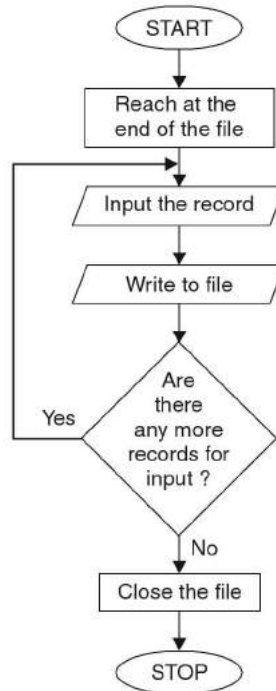 START
Reach at the
end of the file
Input the record
Write to file
Are
there
any more
records for
input ?
Yes
No
Close the file
STOP